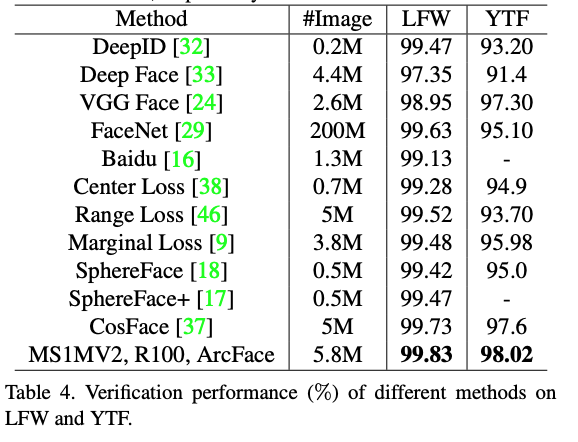 Method #Image LFW YTF
DeepID [32] 0.2M 99.47 93.20
Deep Face [33] 4.4M 97.35 91.4
VGG Face [24] 2.6M 98.95 97.30
FaceNet [29] 200M 99.63 95.10
Baidu [16] 1.3M 99.13 -
Center Loss [38] 0.7M 99.28 94.9
Range Loss [46] 5M 99.52 93.70
Marginal Loss [9] 3.8M 99.48 95.98
SphereFace [18] 0.5M 99.42 95.0
SphereFace+ [17] 0.5M 99.47 -
CosFace [37] 5M 99.73 97.6
MS1MV2, R100, ArcFace 5.8M 99.83 98.02
Table 4. Verification performance (%) of different methods on
LFW and YTF.